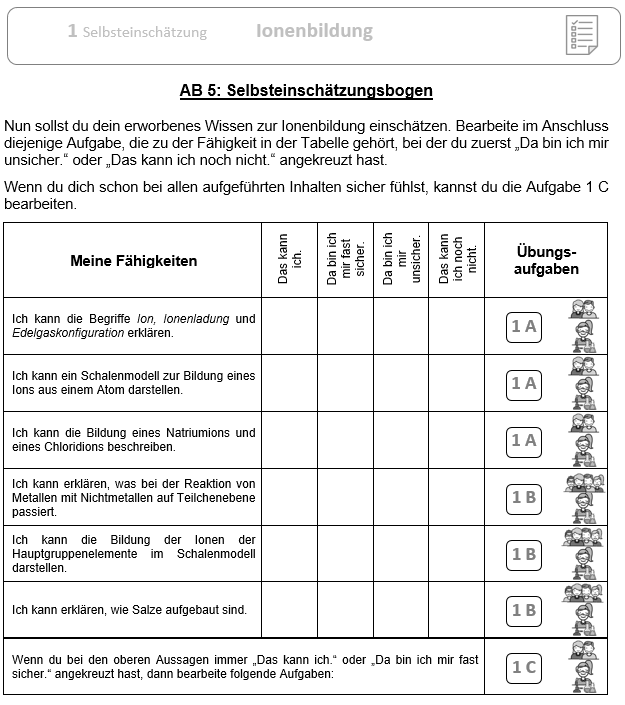 1 Selbsteinschätzung Ionenbildung
AB 5: Selbsteinschätzungsbogen
Nun sollst du dein erworbenes Wissen zur Ionenbildung einschätzen. Bearbeite im Anschluss
diejenige Aufgabe, die zu der Fähigkeit in der Tabelle gehört, bei der du zuerst „Da bin ich mir
unsicher.“ oder „Das kann ich noch nicht.“ angekreuzt hast.
Wenn du dich schon bei allen aufgeführten Inhalten sicher fühlst, kannst du die Aufgabe 1 C
bearbeiten.
Meine Fähigkeiten
Das kann
ich.
Da bin ich
mir fast
sicher.
Da bin ich
mir
unsicher.
Das kann
ich noch
nicht.
Übungs-
aufgaben
Ich kann die Begriffe Ion, Ionenladung und
Edelgaskonfiguration erklären.
1 A
Ich kann ein Schalenmodell zur Bildung eines
Ions aus einem Atom darstellen.
1 A
Ich kann die Bildung eines Natriumions und
eines Chloridions beschreiben.
1 A
Ich kann erklären, was bei der Reaktion von
Metallen mit Nichtmetallen auf Teilchenebene
passiert.
1 B
Ich kann die Bildung der Ionen der
Hauptgruppenelemente im Schalenmodell
darstellen.
1 B
Ich kann erklären, wie Salze aufgebaut sind.
1 B
Wenn du bei den oberen Aussagen immer „Das kann ich.“ oder „Da bin ich mir fast
sicher.“ angekreuzt hast, dann bearbeite folgende Aufgaben:
1 C